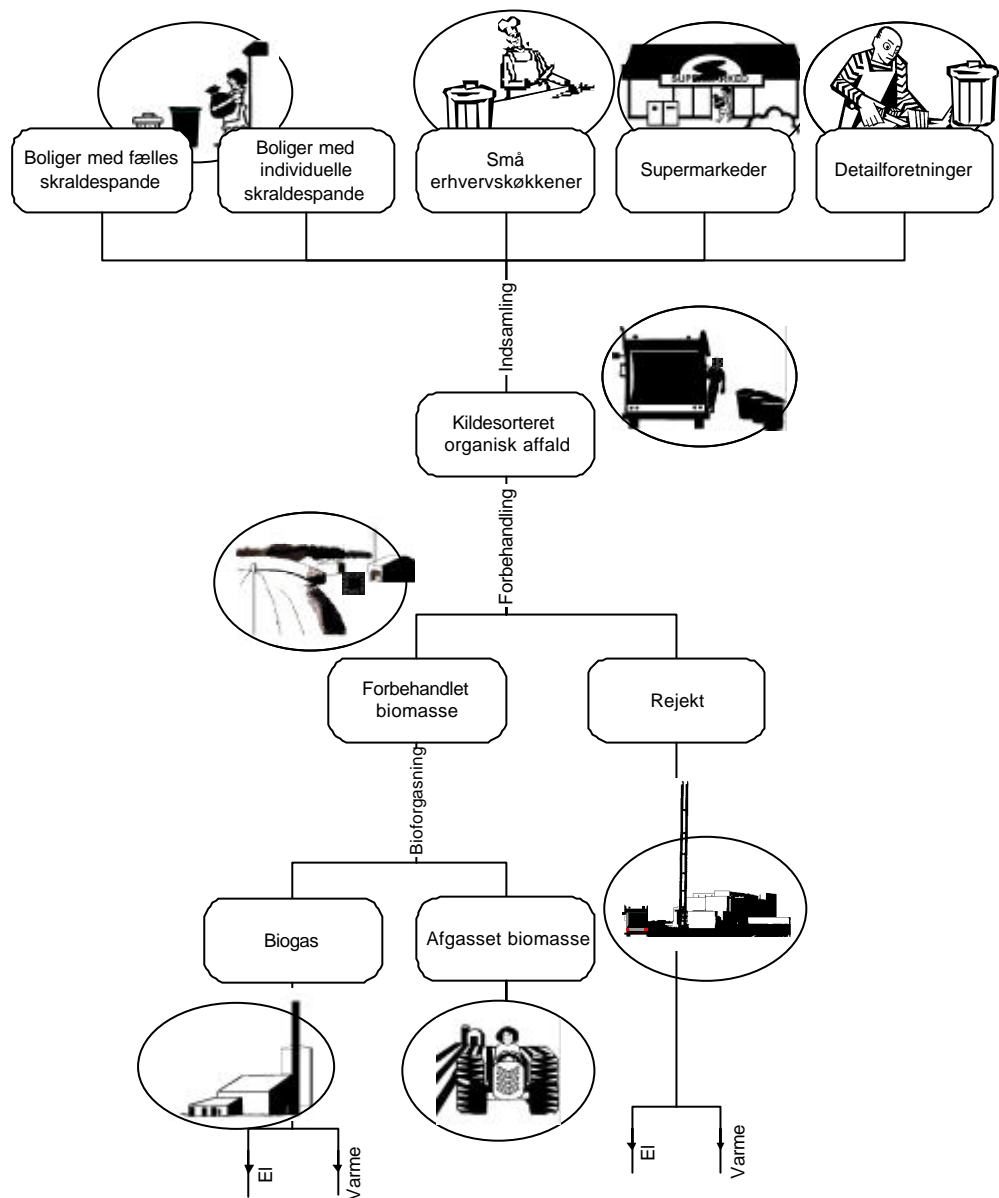 SUPERMARKED
Boliger med fælles
skraldespande
Boliger med
individuelle
skraldespande
Små
erhvervskøkkener
Supermarkeder
Detailforetninger
Indsamling
Kildesorteret
organisk affald
Forbehandling
Forbehandlet
biomasse
Rejekt
Bioforgasning
Biogas
Afgasset biomasse
El
Varme
El
Varme